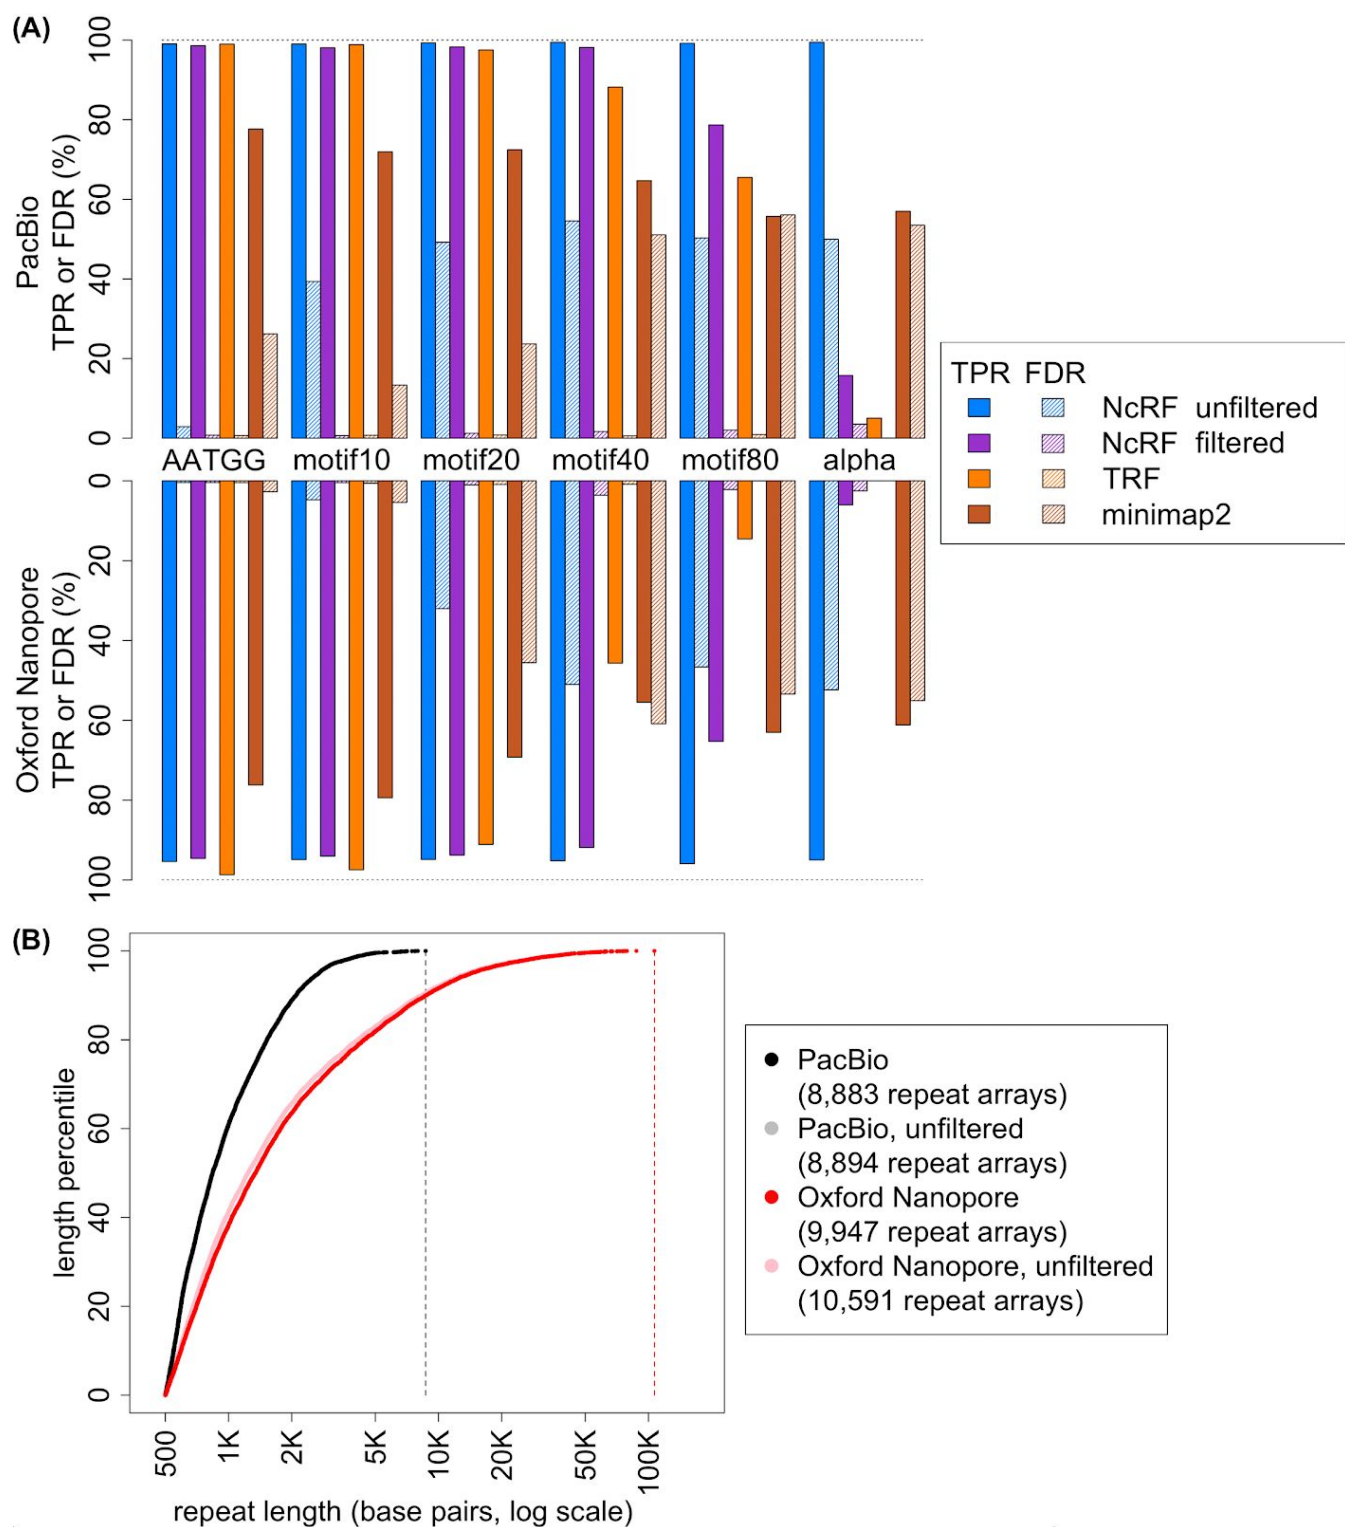 (A)
PacBio
TPR or FDR (%)
100
80
60
40
20
0
AATGG motif10 motif20 motif40 motif80 alpha
Oxford Nanopore
TPR or FDR (%)
0
20
40
60
80
100
TPR FDR
NcRF unfiltered
NcRF filtered
TRF
minimap2
(B)
length percentile
100
80
60
40
20
0
500 1K 2K 5K 10K 20K 50K 100K
repeat length (base pairs, log scale)
PacBio
(8,883 repeat arrays)
PacBio, unfiltered
(8,894 repeat arrays)
Oxford Nanopore
(9,947 repeat arrays)
Oxford Nanopore, unfiltered
(10,591 repeat arrays)